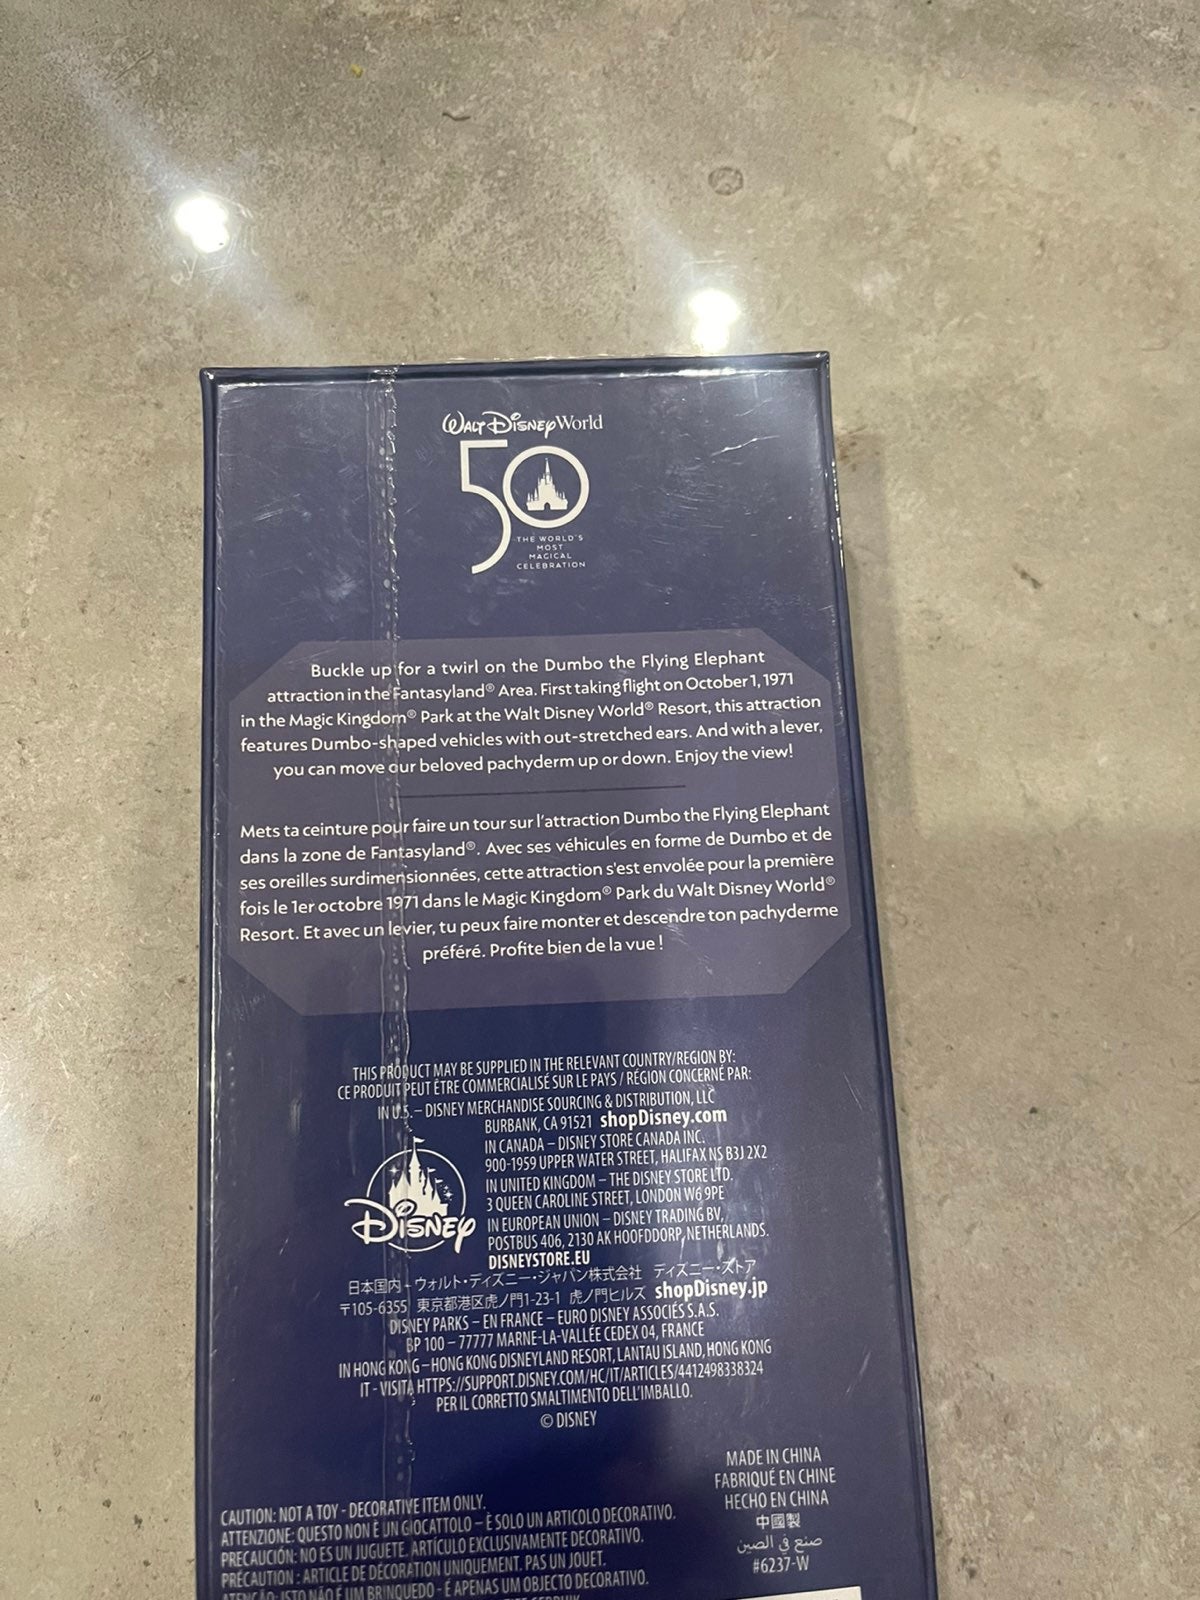 WALT DISNEY World
50
THE WORLD'S
MOST
MAGICAL
CELEBRATION
Buckle up for a twirl on the Dumbo the Flying Elephant
attraction in the Fantasyland® Area. First taking flight on October 1, 1971
in the Magic Kingdom® Park at the Walt Disney World® Resort, this attraction
features Dumbo-shaped vehicles with out-stretched ears. And with a lever,
you can move our beloved pachyderm up or down. Enjoy the view!
Mets ta ceinture pour faire un tour sur l'attraction Dumbo the Flying Elephant
dans la zone de Fantasyland®. Avec ses véhicules en forme de Dumbo et de
ses oreilles surdimensionnées, cette attraction s'est envolée pour la première
fois le 1er octobre 1971 dans le Magic Kingdom® Park du Walt Disney World®
Resort. Et avec un levier, tu peux faire monter et descendre ton pachyderme
préféré. Profite bien de la vue !
THIS PRODUCT MAY BE SUPPLIED IN THE RELEVANT COUNTRY/REGION BY:
CE PRODUIT PEUT ÊTRE COMMERCIALISÉ SUR LE PAYS / RÉGION CONCERNÉ PAR:
IN U.S. – DISNEY MERCHANDISE SOURCING & DISTRIBUTION, LLC
BURBANK, CA 91521 shopDisney.com
IN CANADA – DISNEY STORE CANADA INC.
900-1959 UPPER WATER STREET, HALIFAX NS B3J 2X2
IN UNITED KINGDOM – THE DISNEY STORE LTD.
3 QUEEN CAROLINE STREET, LONDON W6 9PE
DISNEY
IN EUROPEAN UNION – DISNEY TRADING BV,
POSTBUS 406, 2130 AK HOOFDDORP, NETHERLANDS.
DISNEYSTORE.EU
日本国内 - ウォルト・ディズニー・ジャパン株式会社 ディズニー・ストア
〒105-6355 東京都港区虎ノ門1-23-1 虎ノ門ヒルズ shopDisney.jp
DISNEY PARKS – EN FRANCE – EURO DISNEY ASSOCIÉS S.A.S.
BP 100 – 77777 MARNE-LA-VALLÉE CEDEX 04, FRANCE
IN HONG KONG – HONG KONG DISNEYLAND RESORT, LANTAU ISLAND, HONG KONG
IT - VISITA HTTPS://SUPPORT.DISNEY.COM/HC/IT/ARTICLES/4412498338324
PER IL CORRETTO SMALTIMENTO DELL'IMBALLO.
© DISNEY
MADE IN CHINA
FABRIQUÉ EN CHINE
HECHO EN CHINA
中國製
صنع في الصين
#6237-W
CAUTION: NOT A TOY - DECORATIVE ITEM ONLY.
ATTENZIONE: QUESTO NON È UN GIOCATTOLO – È SOLO UN ARTICOLO DECORATIVO.
PRECAUCIÓN: NO ES UN JUGUETE. ARTÍCULO EXCLUSIVAMENTE DECORATIVO.
PRÉCAUTION : ARTICLE DE DÉCORATION UNIQUEMENT. PAS UN JOUET.
ATENÇÃO: ISTO NÃO É UM BRINQUEDO - É APENAS UM OBJECTO DECORATIVO.